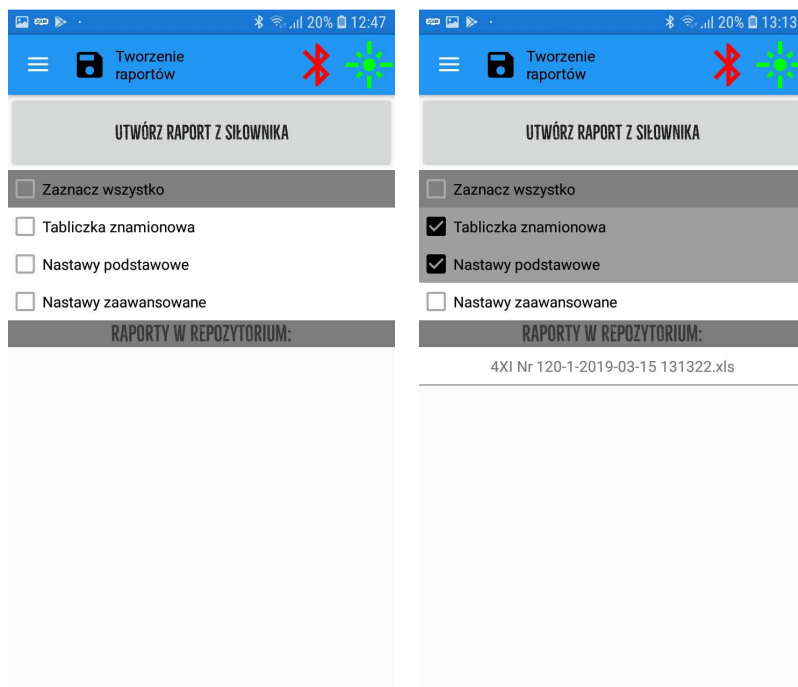 20% 12:47
Tworzenie
raportów
UTWÓRZ RAPORT Z SIŁOWNIKA
Zaznacz wszystko
Tabliczka znamionowa
Nastawy podstawowe
Nastawy zaawansowane
RAPORTY W REPOZYTORIUM:
20% 13:13
Tworzenie
raportów
UTWÓRZ RAPORT Z SIŁOWNIKA
Zaznacz wszystko
Tabliczka znamionowa
Nastawy podstawowe
Nastawy zaawansowane
RAPORTY W REPOZYTORIUM:
4XI Nr 120-1-2019-03-15 131322.xls